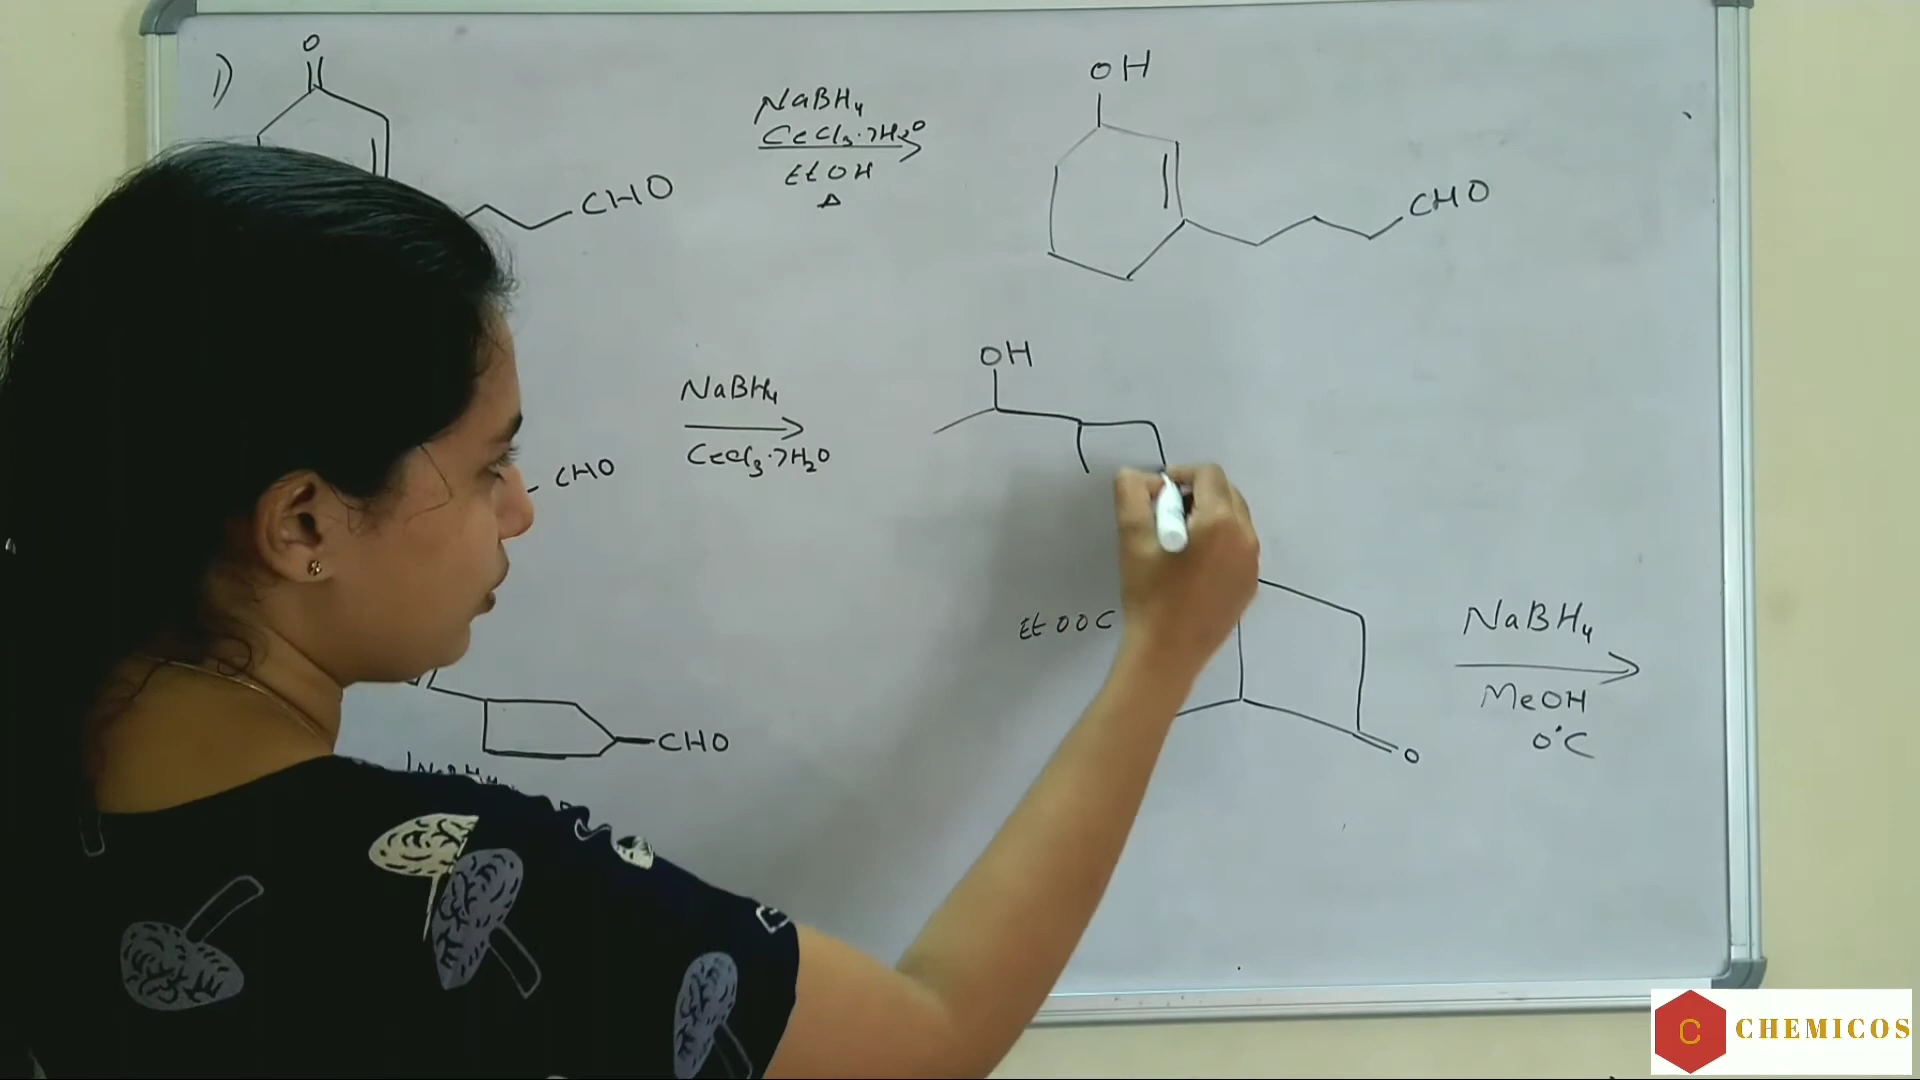 1)
O
CHO
NaBH4
CeCl3·7H2O
EtOH
Δ
OH
CHO
CHO
NaBH4
CeCl3·7H2O
OH
CHO
EtOOC
O
NaBH4
MeOH
0°C
C CHEMICOS